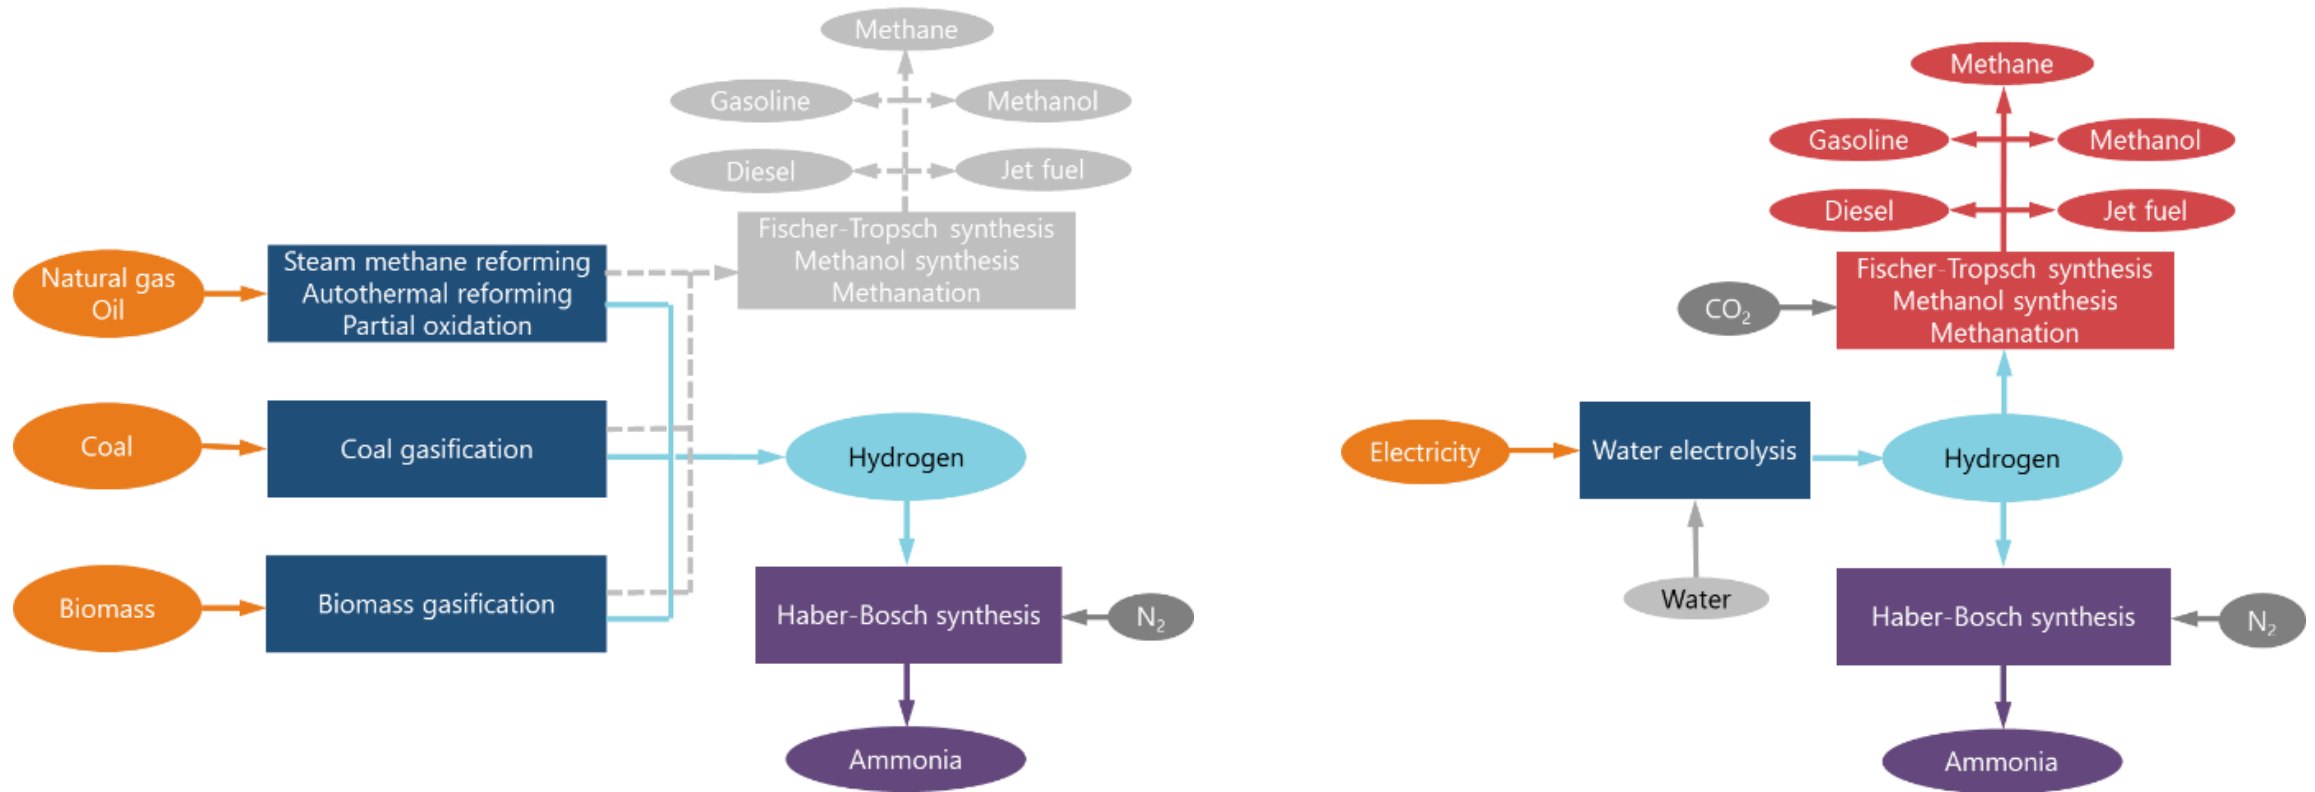 Methane
Gasoline
Methanol
Diesel
Jet fuel
Fischer-Tropsch synthesis
Methanol synthesis
Methanation
Natural gas
Oil
Steam methane reforming
Autothermal reforming
Partial oxidation
Coal
Coal gasification
Hydrogen
Biomass
Biomass gasification
Haber-Bosch synthesis
N₂
Ammonia
Methane
Gasoline
Methanol
Diesel
Jet fuel
CO₂
Fischer-Tropsch synthesis
Methanol synthesis
Methanation
Electricity
Water electrolysis
Hydrogen
Water
Haber-Bosch synthesis
N₂
Ammonia